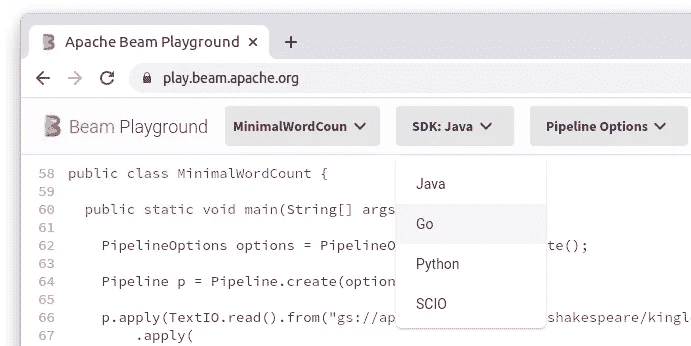 Apache Beam Playground
play.beam.apache.org
Beam Playground
MinimalWordCoun
SDK: Java
Pipeline Options
Java
Go
Python
SCIO
58 public class MinimalWordCount {
59
60 public static void main(String[] args
61
62 PipelineOptions options = PipelineO te();
63
64 Pipeline p = Pipeline.create(option
65
66 p.apply(TextIO.read().from("gs://ap shakespeare/kingl
67 .apply(